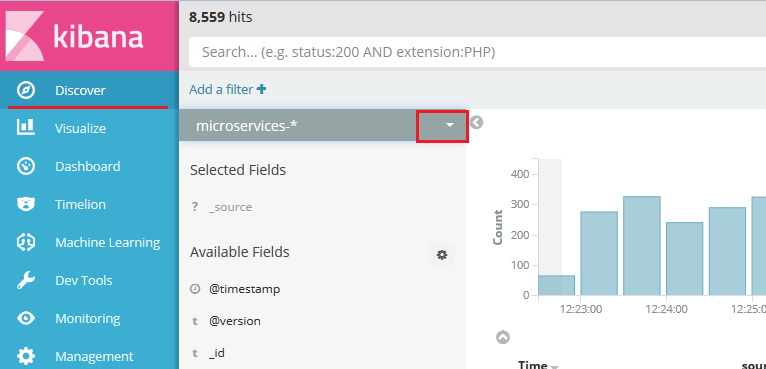 kibana
Discover
Visualize
Dashboard
Timelion
Machine Learning
Dev Tools
Monitoring
Management
8,559 hits
Search... (e.g. status:200 AND extension:PHP)
Add a filter +
microservices-*
Selected Fields
? _source
Available Fields
@timestamp
t @version
t _id
Count
400
300
200
100
0
12:23:00 12:24:00 12:25:0
Time sour